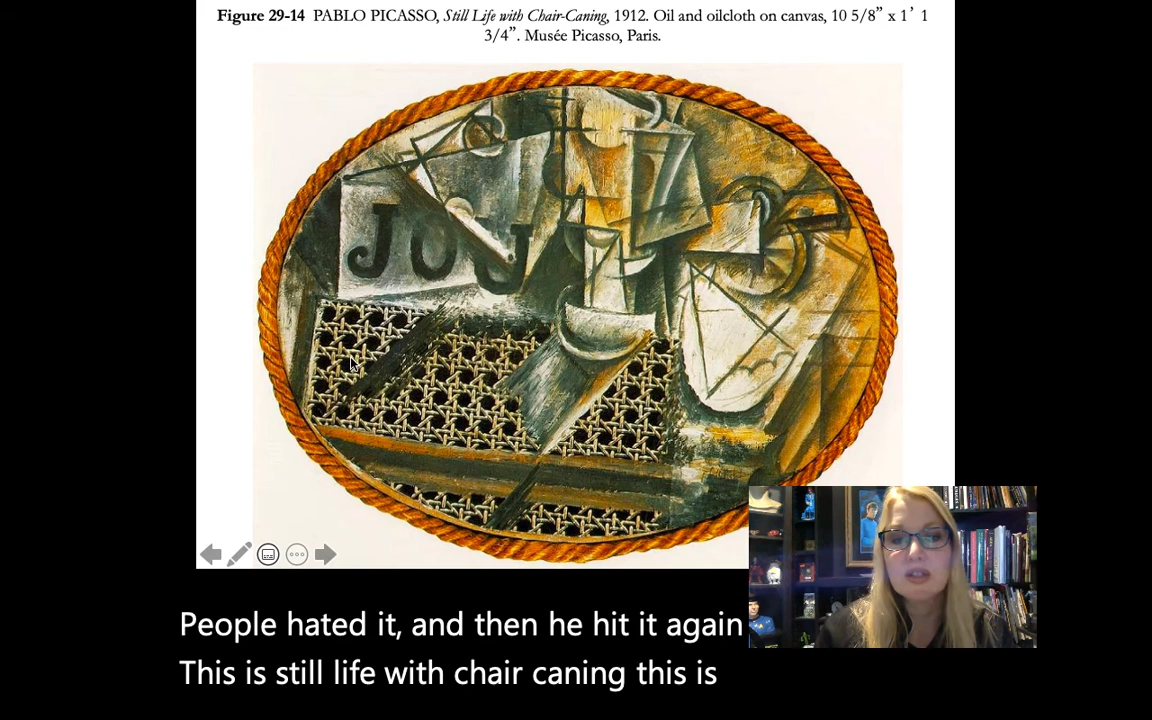 Figure 29-14 PABLO PICASSO, Still Life with Chair-Caning, 1912. Oil and oilcloth on canvas, 10 5/8” x 1’ 1
3/4”. Musée Picasso, Paris.
JOU
People hated it, and then he hit it again
This is still life with chair caning this is